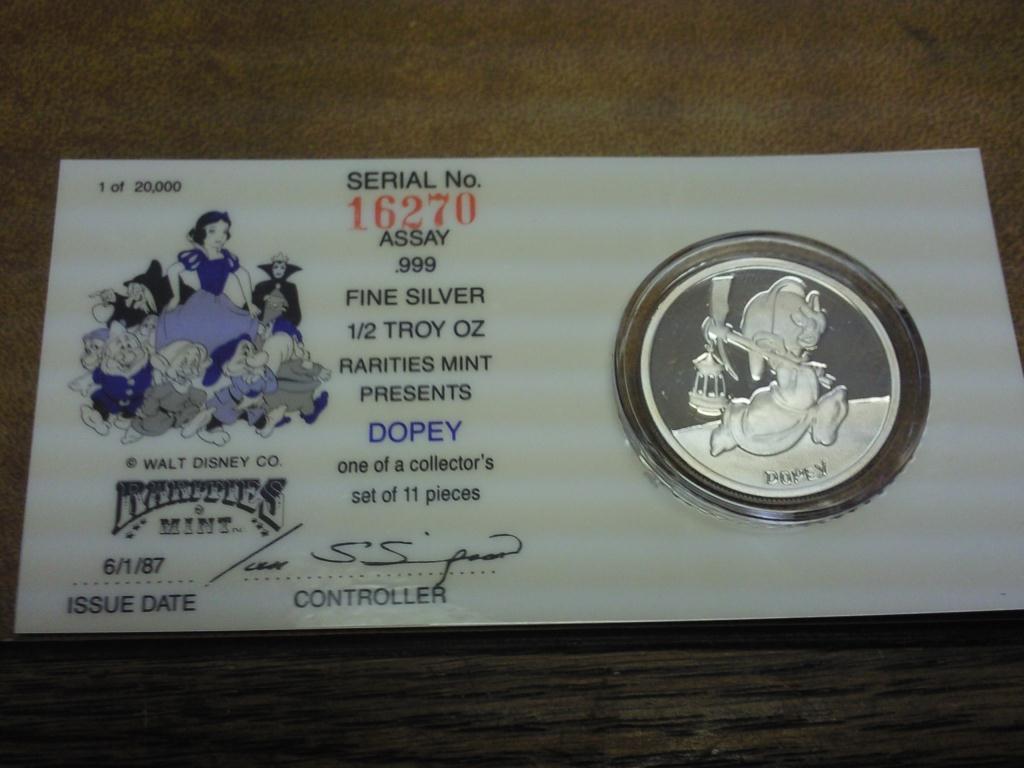 1 of 20,000
© WALT DISNEY CO.
RARITIES
MINT™
6/1/87
ISSUE DATE
SERIAL No.
16270
ASSAY
.999
FINE SILVER
1/2 TROY OZ
RARITIES MINT
PRESENTS
DOPEY
one of a collector's
set of 11 pieces
CONTROLLER
DOPEY